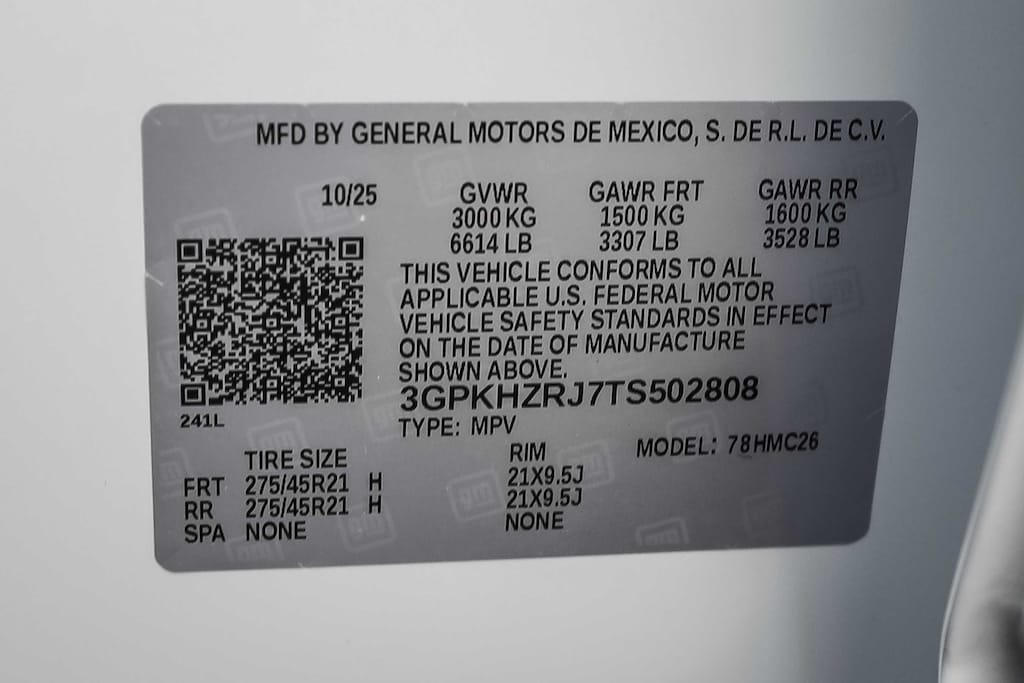 MFD BY GENERAL MOTORS DE MEXICO, S. DE R.L. DE C.V.
10/25 GVWR GAWR FRT GAWR RR
3000 KG 1500 KG 1600 KG
6614 LB 3307 LB 3528 LB
THIS VEHICLE CONFORMS TO ALL
APPLICABLE U.S. FEDERAL MOTOR
VEHICLE SAFETY STANDARDS IN EFFECT
ON THE DATE OF MANUFACTURE
SHOWN ABOVE.
3GPKHZRJ7TS502808
241L
TYPE: MPV
MODEL: 78HMC26
TIRE SIZE RIM
FRT 275/45R21 H 21X9.5J
RR 275/45R21 H 21X9.5J
SPA NONE NONE